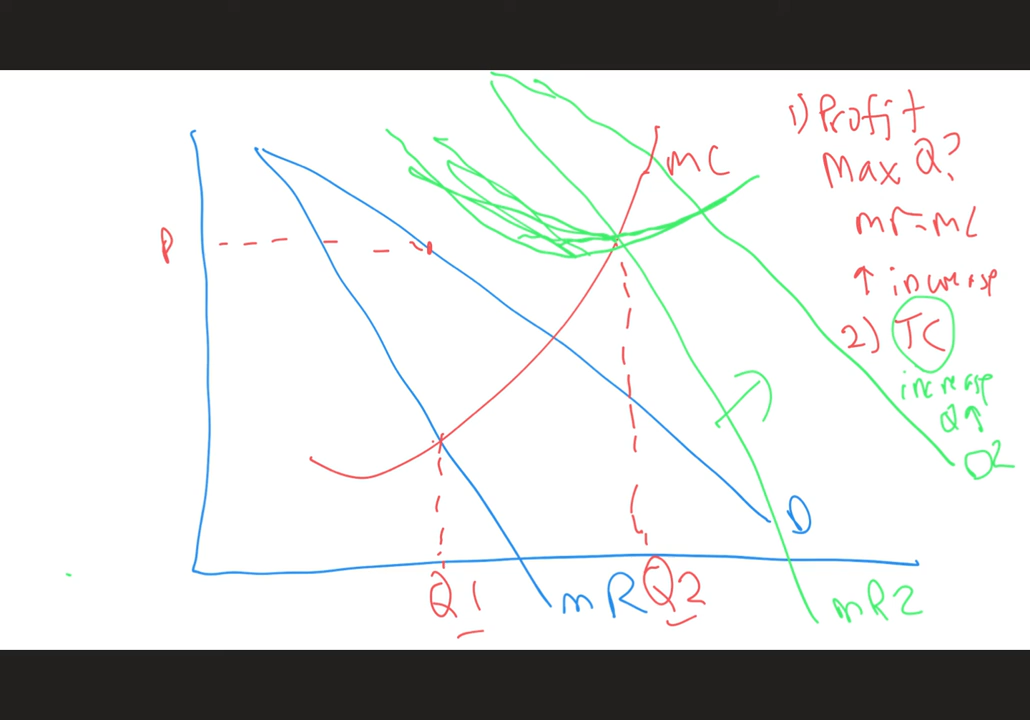 1) Profit
Max Q?
mr=mc
↑ increase
2) TC
increase
Q↑
D2
MC
P
D
Q1
mR
Q2
mR2